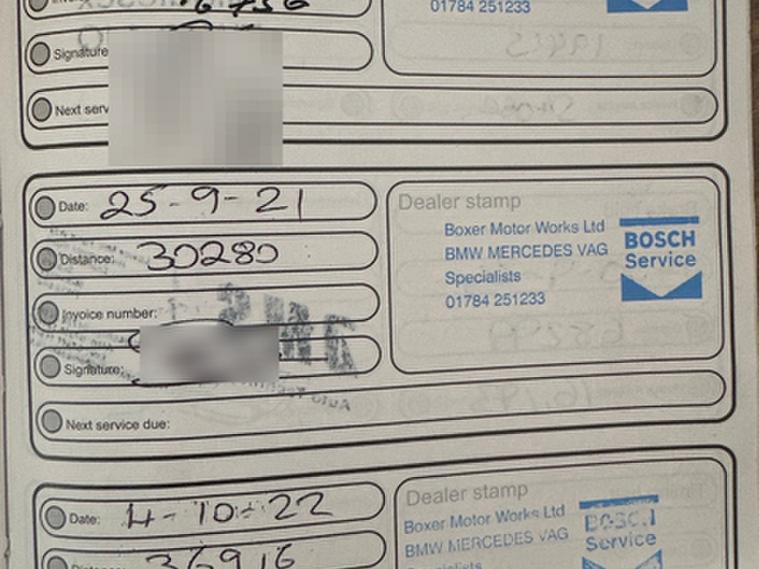 01784 251233
Signature
Next serv
Date: 25-9-21
Distance: 30280
Invoice number:
Signature:
Next service due:
Dealer stamp
Boxer Motor Works Ltd
BMW MERCEDES VAG
Specialists
01784 251233
BOSCH
Service
Date: 4-10-22
36916
Dealer stamp
Boxer Motor Works Ltd
BMW MERCEDES VAG
BOSCH
Service